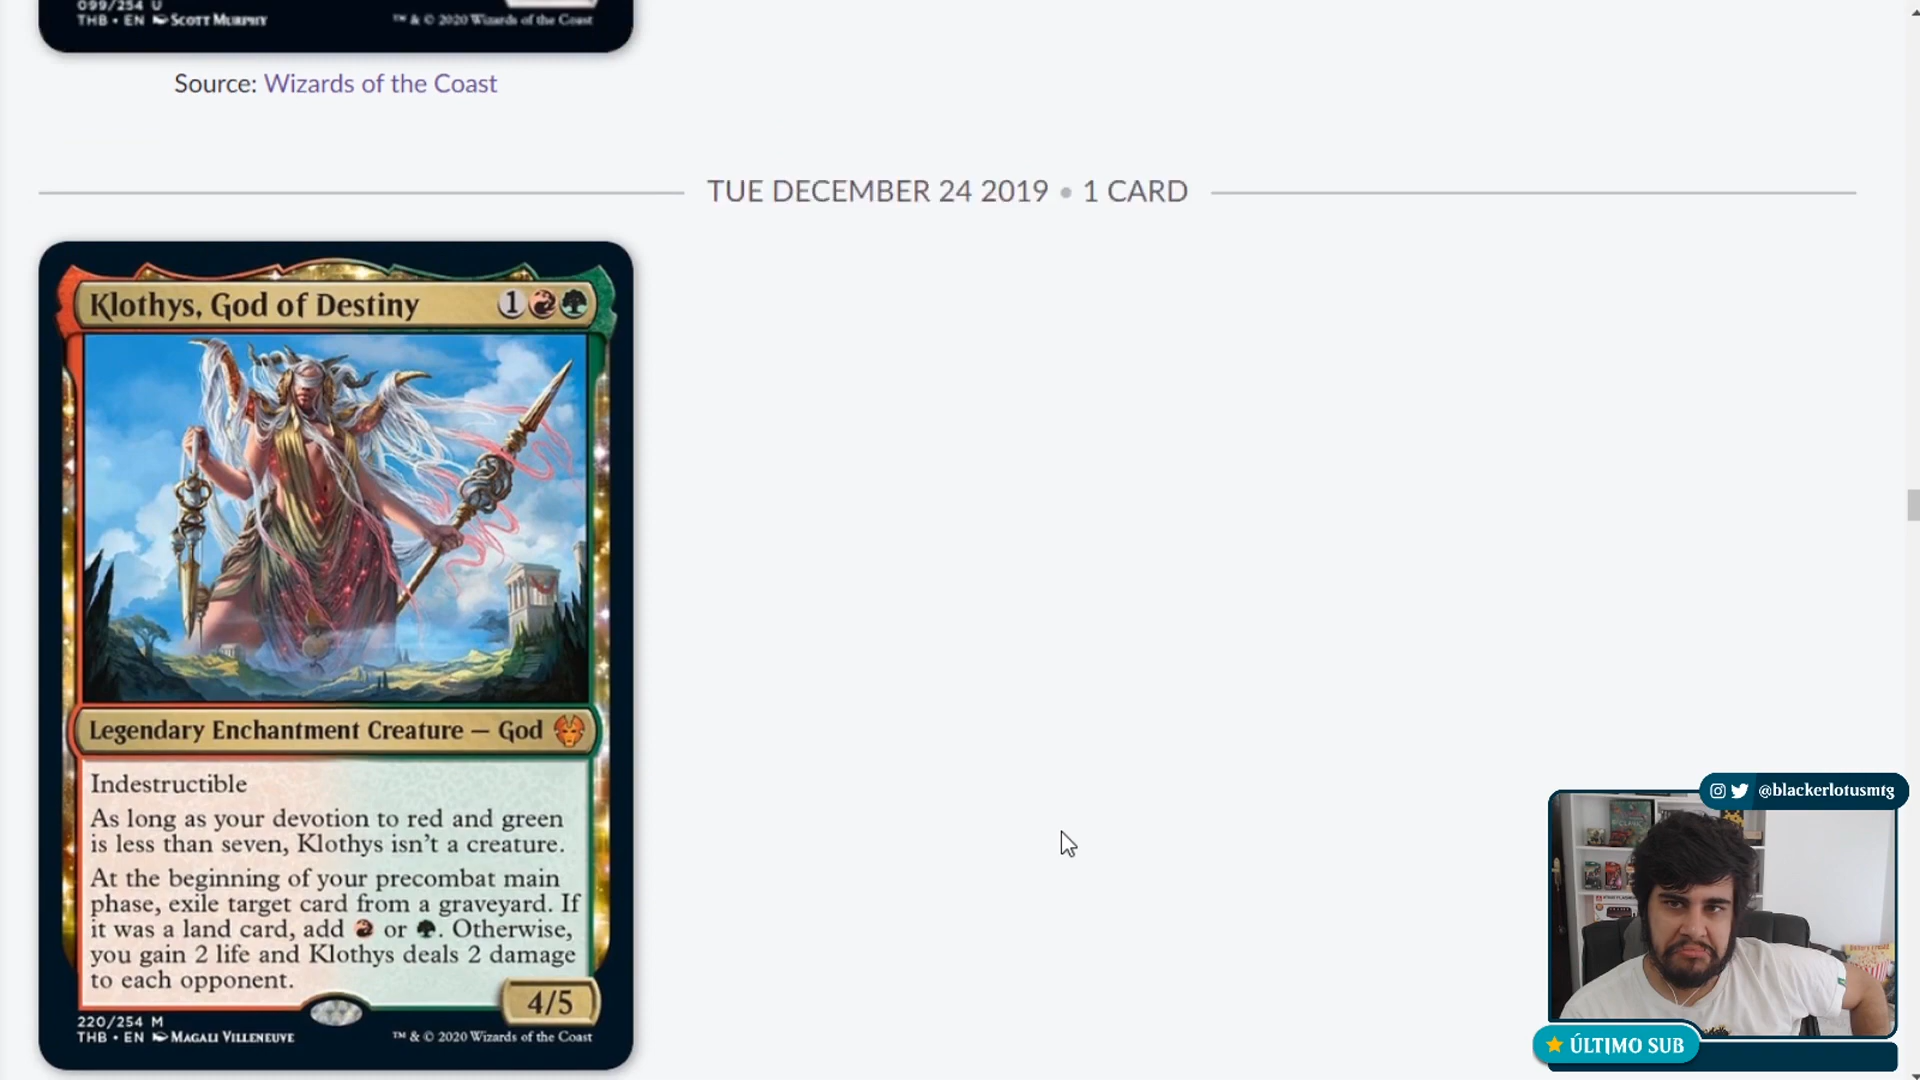 099/254 U
THB • EN SCOTT MURPHY
™ & © 2020 Wizards of the Coast
Source: Wizards of the Coast
TUE DECEMBER 24 2019 • 1 CARD
Klothys, God of Destiny 1
Legendary Enchantment Creature — God
Indestructible
As long as your devotion to red and green
is less than seven, Klothys isn't a creature.
At the beginning of your precombat main
phase, exile target card from a graveyard. If
it was a land card, add or . Otherwise,
you gain 2 life and Klothys deals 2 damage
to each opponent.
4/5
220/254 M
THB • EN MAGALI VILLENEUVE
™ & © 2020 Wizards of the Coast
@blackerlotusmtg
ÚLTIMO SUB